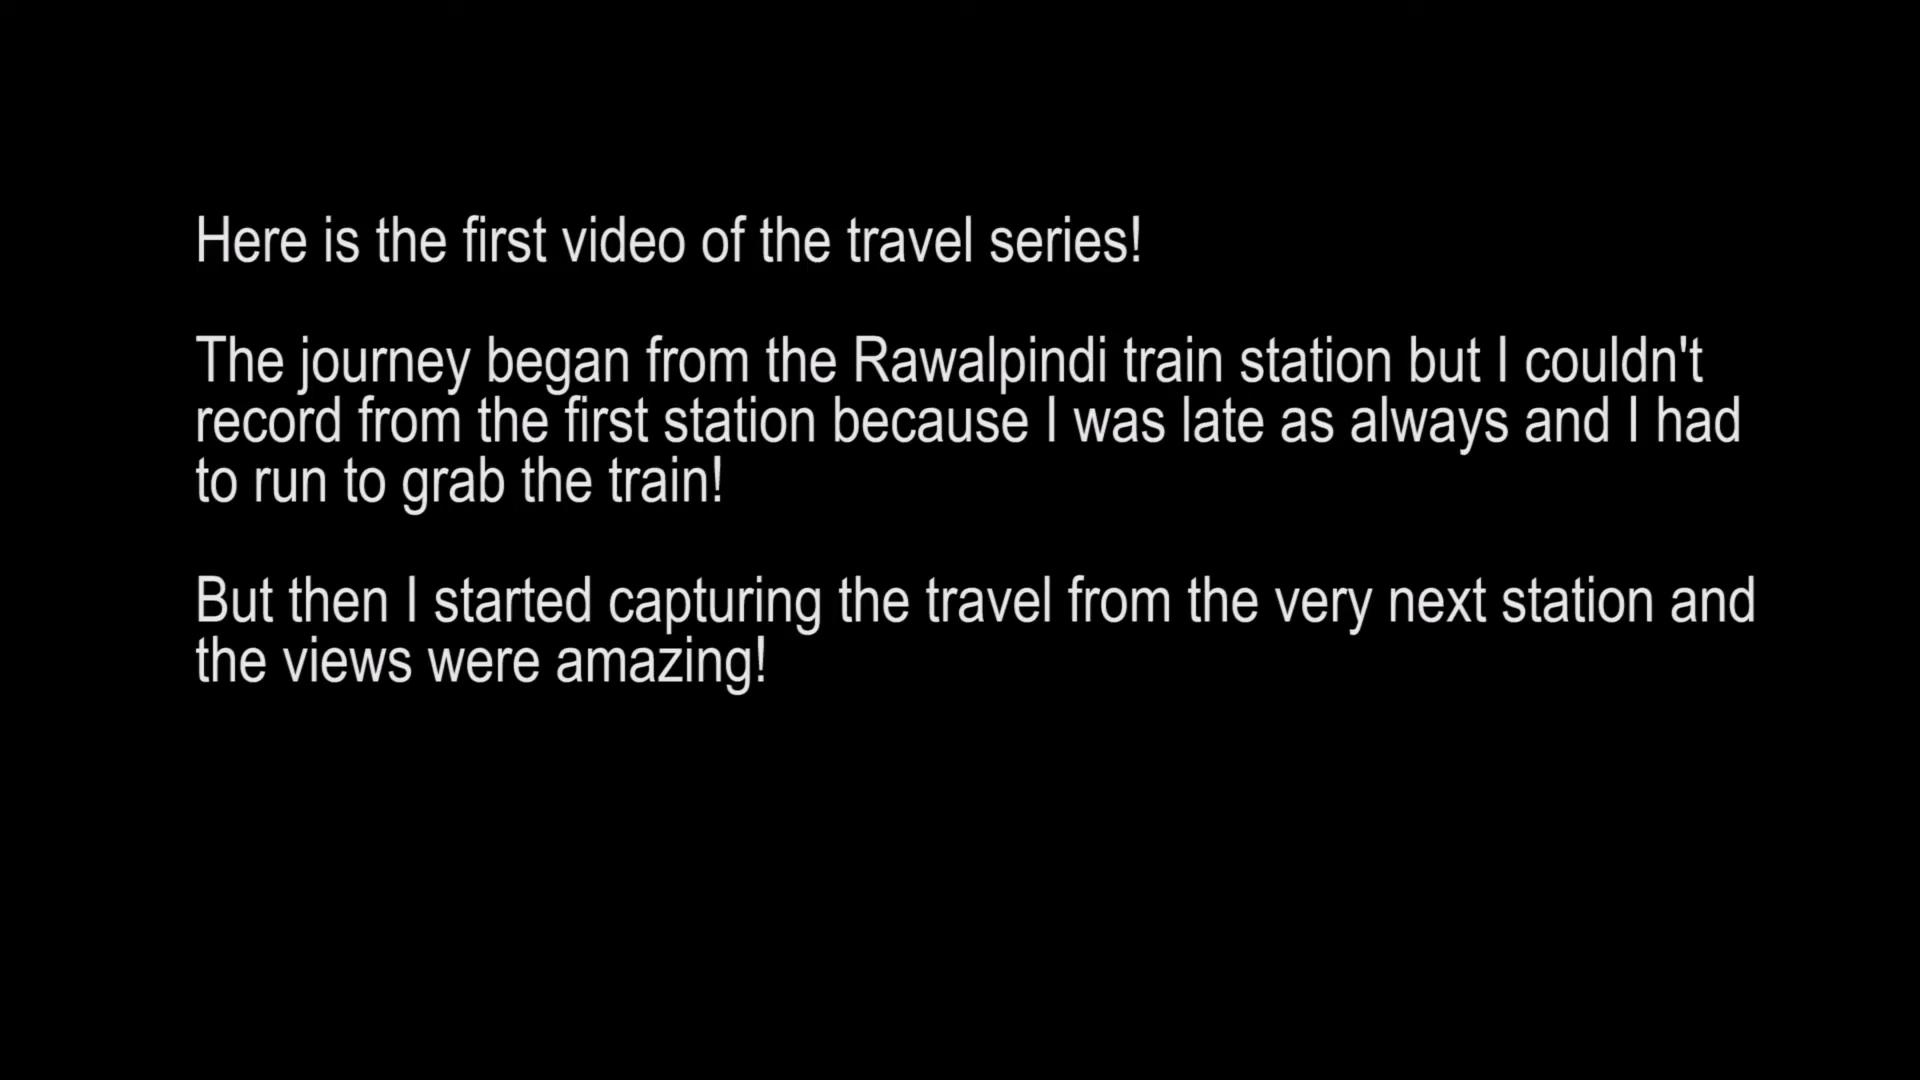 Here is the first video of the travel series!
The journey began from the Rawalpindi train station but I couldn't
record from the first station because I was late as always and I had
to run to grab the train!
But then I started capturing the travel from the very next station and
the views were amazing!